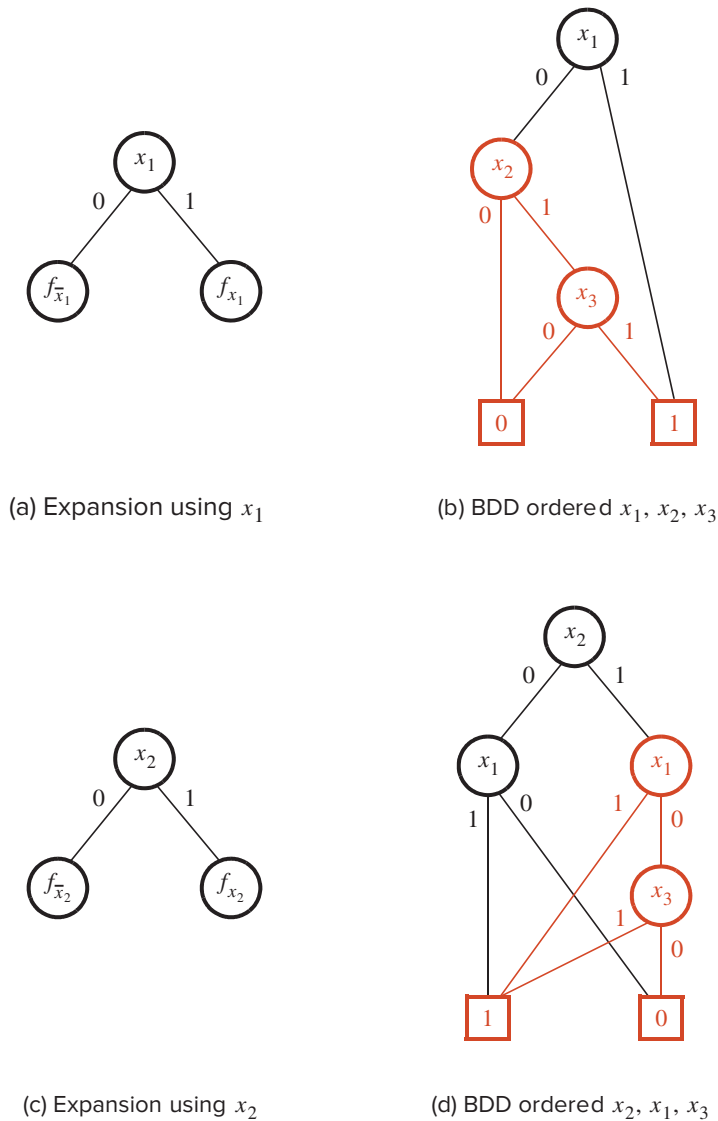 x₁
0 1
f_x̅₁ f_x₁
(a) Expansion using x₁
x₁
0 1
x₂
0 1
x₃
0 1
0 1
(b) BDD ordered x₁, x₂, x₃
x₂
0 1
f_x̅₂ f_x₂
(c) Expansion using x₂
x₂
0 1
x₁ x₁
1 0 1 0
x₃
1 0
1 0
(d) BDD ordered x₂, x₁, x₃